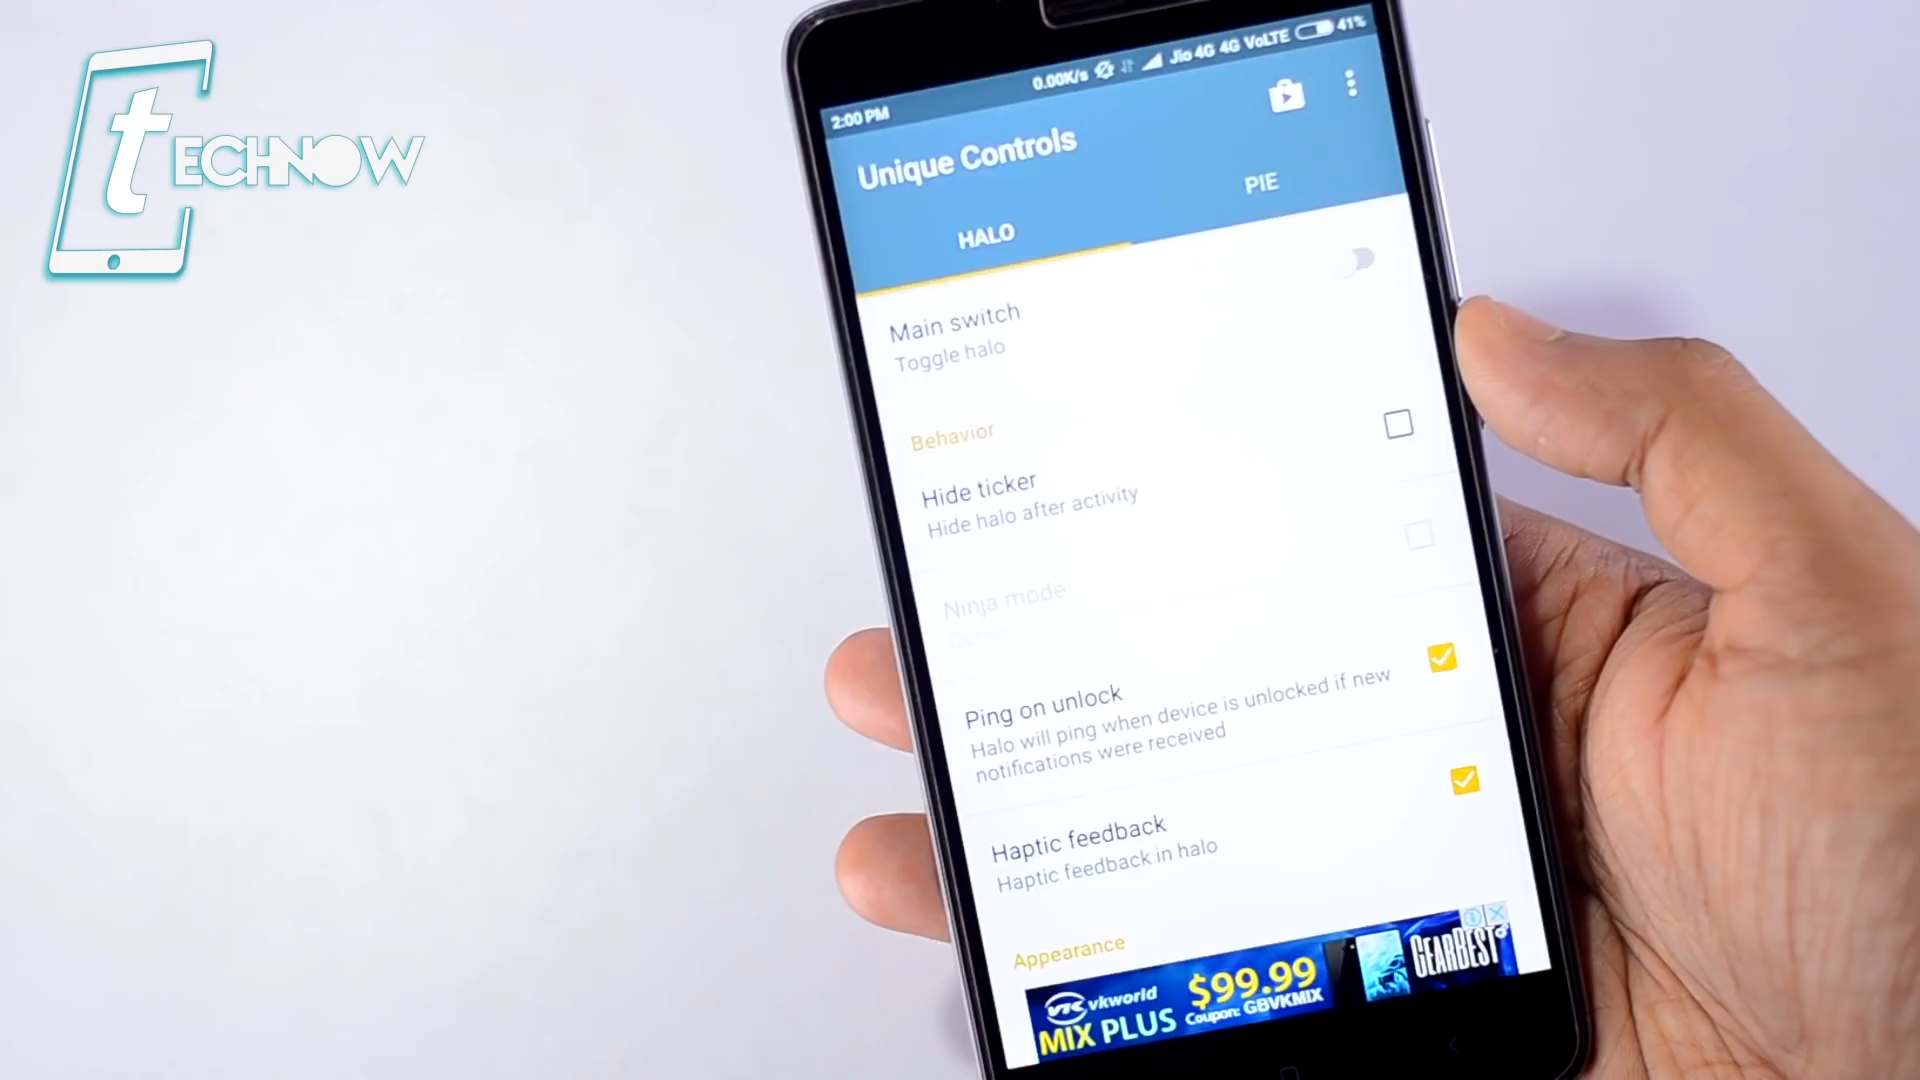 tECHNOW
2:00 PM 0.00K/s Jio 4G 4G VoLTE 41%
Unique Controls
HALO PIE
Main switch
Toggle halo
Behavior
Hide ticker
Hide halo after activity
Ninja mode
Ping on unlock
Halo will ping when device is unlocked if new
notifications were received
Haptic feedback
Haptic feedback in halo
Appearance
vkworld
MIX PLUS
$99.99
Coupon: GBVKMIX
GEARBEST